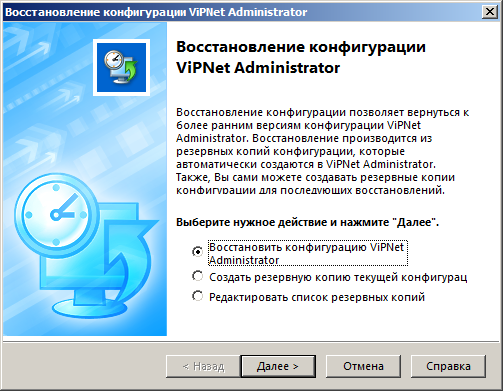 Восстановление конфигурации ViPNet Administrator
Восстановление конфигурации
ViPNet Administrator
Восстановление конфигурации позволяет вернуться к
более ранним версиям конфигурации ViPNet
Administrator. Восстановление производится из
резервных копий конфигурации, которые
автоматически создаются в ViPNet Administrator.
Также, Вы сами можете создавать резервные копии
конфигурации для последующих восстановлений.
Выберите нужное действие и нажмите "Далее".
Восстановить конфигурацию ViPNet
Administrator
Создать резервную копию текущей конфигурац
Редактировать список резервных копий
< Назад
Далее >
Отмена
Справка